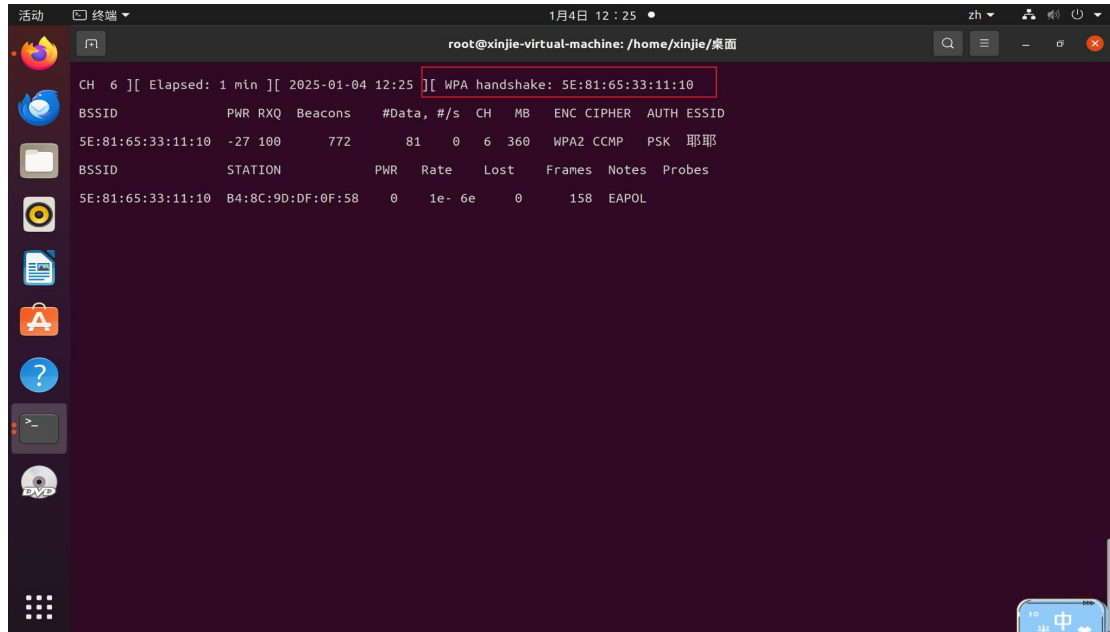 活动 终端 1月4日 12：25 zh
root@xinjie-virtual-machine: /home/xinjie/桌面
CH 6 ][ Elapsed: 1 min ][ 2025-01-04 12:25 ][ WPA handshake: 5E:81:65:33:11:10
BSSID PWR RXQ Beacons #Data, #/s CH MB ENC CIPHER AUTH ESSID
5E:81:65:33:11:10 -27 100 772 81 0 6 360 WPA2 CCMP PSK 耶耶
BSSID STATION PWR Rate Lost Frames Notes Probes
5E:81:65:33:11:10 B4:8C:9D:DF:0F:58 0 1e- 6e 0 158 EAPOL
DVD
中